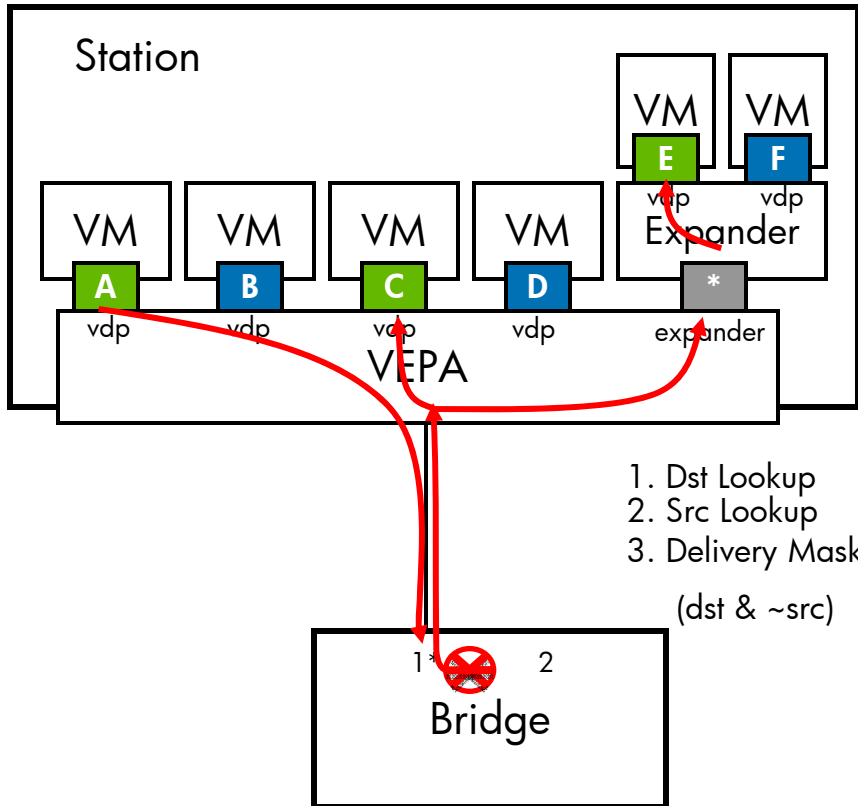 Station
VM VM
E F
vdp vdp
VM VM VM VM Expander
A B C D *
vdp vdp vdp vdp expander
VEPA
1. Dst Lookup
2. Src Lookup
3. Delivery Mask
(dst & ~src)
1* 2
Bridge